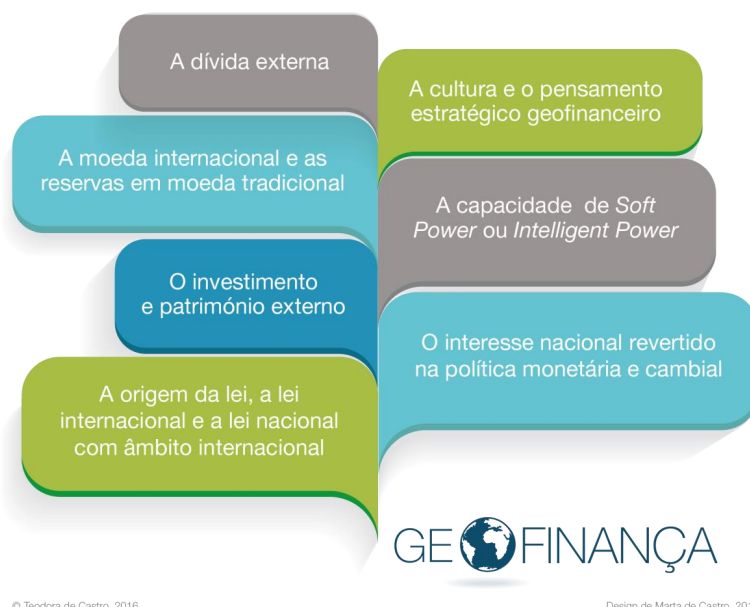 A dívida externa
A cultura e o pensamento
estratégico geofinanceiro
A moeda internacional e as
reservas em moeda tradicional
A capacidade de Soft
Power ou Intelligent Power
O investimento
e património externo
O interesse nacional revertido
na política monetária e cambial
A origem da lei, a lei
internacional e a lei nacional
com âmbito internacional
GEOFINANÇA
© Teodora de Castro, 2016
Design de Marta de Castro,